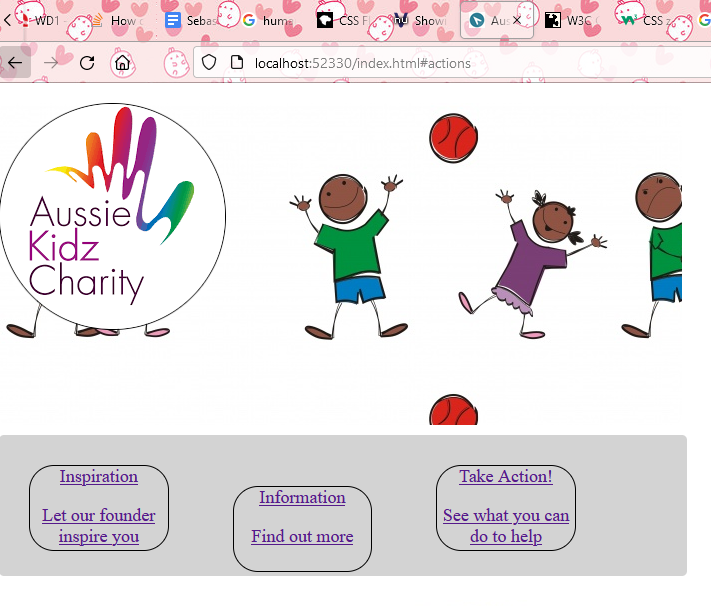 WD1
How
Sebas
hum
CSS F
Show
Au
W3C
CSS z
localhost:52330/index.html#actions
Aussie
Kidz
Charity
Inspiration
Let our founder
inspire you
Information
Find out more
Take Action!
See what you can
do to help